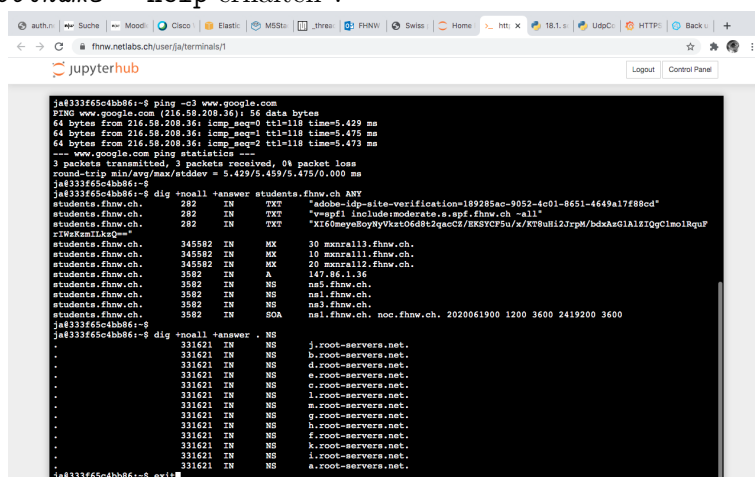 --help erhalten".
auth.n
Suche
Moodl
Cisco
Elastic
M5Sta
_threa
FHNW
Swiss
Home
htt
18.1. s
UdpCo
HTTPS
Back u
fhnw.netlabs.ch/user/ja/terminals/1
jupyterhub
Logout
Control Panel
ja@333f65c4bb86:~$ ping -c3 www.google.com
PING www.google.com (216.58.208.36): 56 data bytes
64 bytes from 216.58.208.36: icmp_seq=0 ttl=118 time=5.429 ms
64 bytes from 216.58.208.36: icmp_seq=1 ttl=118 time=5.475 ms
64 bytes from 216.58.208.36: icmp_seq=2 ttl=118 time=5.473 ms
--- www.google.com ping statistics ---
3 packets transmitted, 3 packets received, 0% packet loss
round-trip min/avg/max/stddev = 5.429/5.459/5.475/0.000 ms
ja@333f65c4bb86:~$
ja@333f65c4bb86:~$ dig +noall +answer students.fhnw.ch ANY
students.fhnw.ch. 282 IN TXT "adobe-idp-site-verification=189285ac-9052-4c01-8651-4649a17f88cd"
students.fhnw.ch. 282 IN TXT "v=spf1 include:moderate.s.spf.fhnw.ch ~all"
students.fhnw.ch. 282 IN TXT "XI60meyeEoyNyVkztO6d8t2qacCZ/EKSYCF5u/x/KT8uHi2JrpM/bdxAzGlAlZIQgClmolRquF
rIWzKzmILkzQ=="
students.fhnw.ch. 345582 IN MX 30 mxnral13.fhnw.ch.
students.fhnw.ch. 345582 IN MX 10 mxnral11.fhnw.ch.
students.fhnw.ch. 345582 IN MX 20 mxnral12.fhnw.ch.
students.fhnw.ch. 3582 IN A 147.86.1.36
students.fhnw.ch. 3582 IN NS ns5.fhnw.ch.
students.fhnw.ch. 3582 IN NS ns1.fhnw.ch.
students.fhnw.ch. 3582 IN NS ns3.fhnw.ch.
students.fhnw.ch. 3582 IN SOA ns1.fhnw.ch. noc.fhnw.ch. 2020061900 1200 3600 2419200 3600
ja@333f65c4bb86:~$
ja@333f65c4bb86:~$ dig +noall +answer . NS
. 331621 IN NS j.root-servers.net.
. 331621 IN NS b.root-servers.net.
. 331621 IN NS d.root-servers.net.
. 331621 IN NS e.root-servers.net.
. 331621 IN NS c.root-servers.net.
. 331621 IN NS l.root-servers.net.
. 331621 IN NS m.root-servers.net.
. 331621 IN NS g.root-servers.net.
. 331621 IN NS h.root-servers.net.
. 331621 IN NS f.root-servers.net.
. 331621 IN NS k.root-servers.net.
. 331621 IN NS i.root-servers.net.
. 331621 IN NS a.root-servers.net.
ja@333f65c4bb86:~$ exit